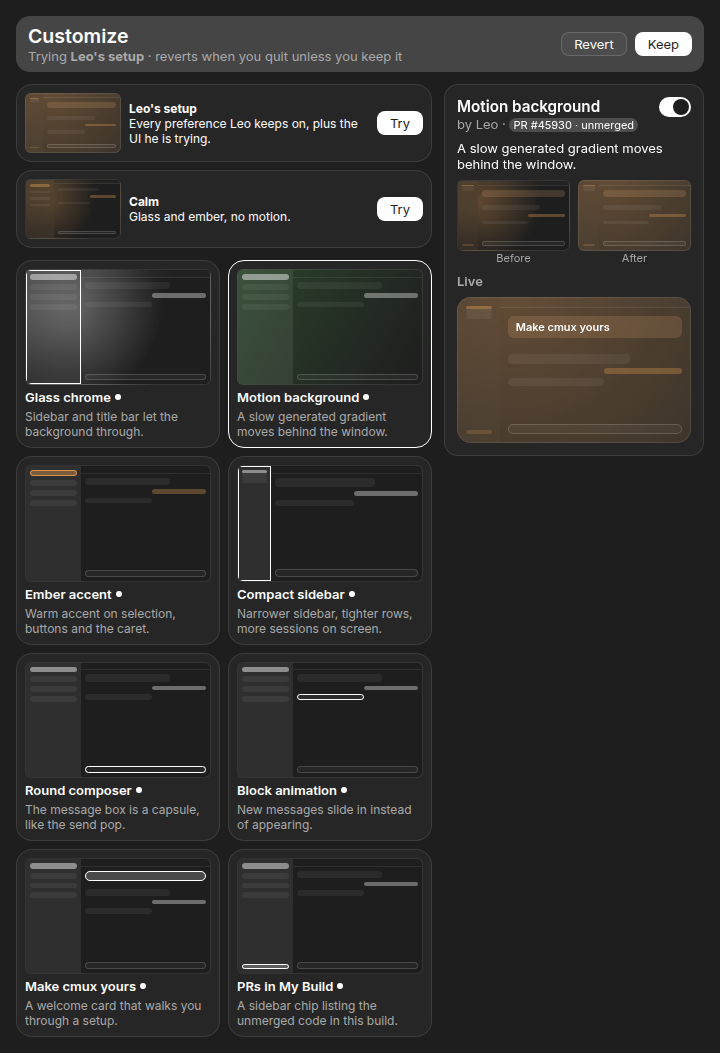 Customize
Trying Leo's setup · reverts when you quit unless you keep it
Revert
Keep
Leo's setup
Every preference Leo keeps on, plus the
UI he is trying.
Try
Calm
Glass and ember, no motion.
Try
Glass chrome
Sidebar and title bar let the
background through.
Motion background
A slow generated gradient
moves behind the window.
Ember accent
Warm accent on selection,
buttons and the caret.
Compact sidebar
Narrower sidebar, tighter rows,
more sessions on screen.
Round composer
The message box is a capsule,
like the send pop.
Block animation
New messages slide in instead
of appearing.
Make cmux yours
A welcome card that walks you
through a setup.
PRs in My Build
A sidebar chip listing the
unmerged code in this build.
Motion background
by Leo · PR #45930 · unmerged
A slow generated gradient moves
behind the window.
Before
After
Live
Make cmux yours